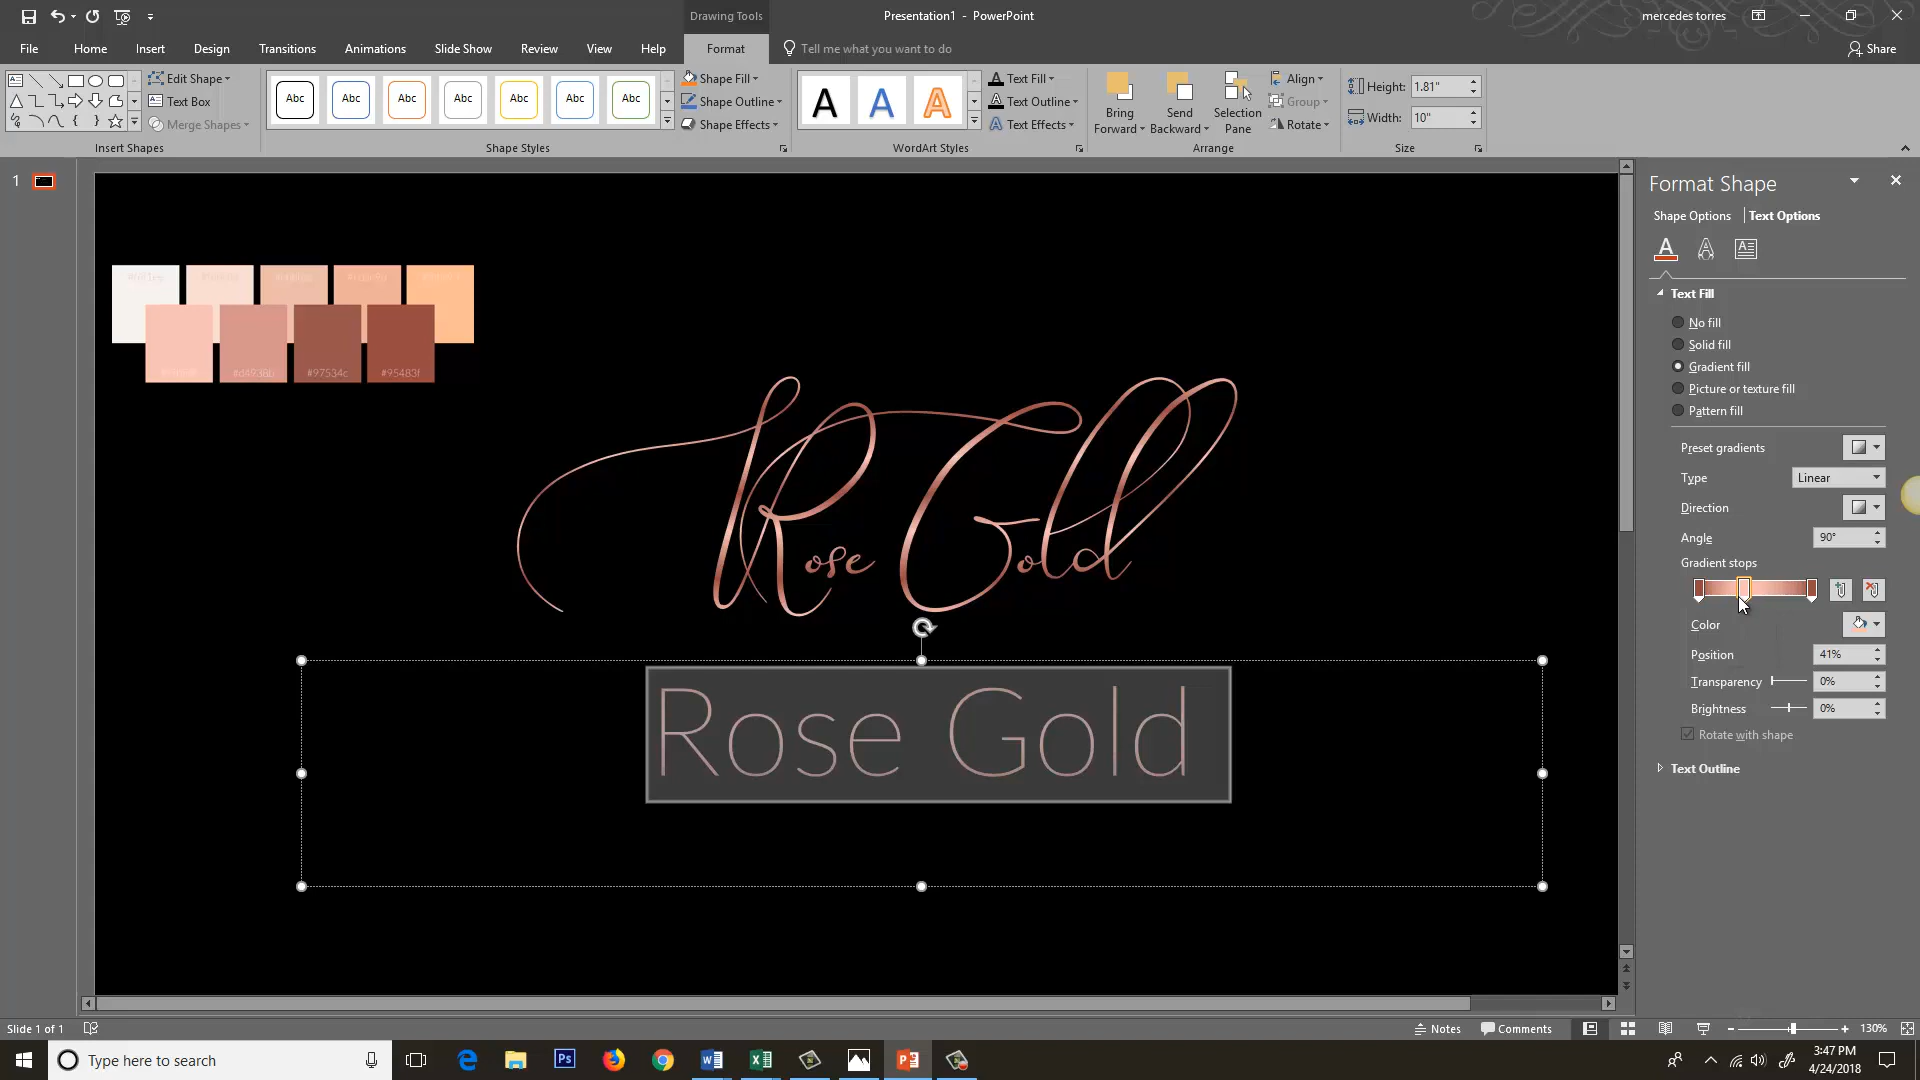 Drawing Tools
Presentation1 - PowerPoint
mercedes torres
File Home Insert Design Transitions Animations Slide Show Review View Help Format Tell me what you want to do Share
Edit Shape
Text Box
Merge Shapes
Insert Shapes
Abc Abc Abc Abc Abc Abc Abc
Shape Fill
Shape Outline
Shape Effects
Shape Styles
A A A
Text Fill
Text Outline
Text Effects
WordArt Styles
Bring Forward
Send Backward
Selection Pane
Align
Group
Rotate
Arrange
Height: 1.81"
Width: 10"
Size
1
#d4938b #97534c #95483f
Rose Gold
Rose Gold
Format Shape
Shape Options Text Options
Text Fill
No fill
Solid fill
Gradient fill
Picture or texture fill
Pattern fill
Preset gradients
Type Linear
Direction
Angle 90°
Gradient stops
Color
Position 41%
Transparency 0%
Brightness 0%
Rotate with shape
Text Outline
Slide 1 of 1
Notes Comments 130%
Type here to search
3:47 PM
4/24/2018